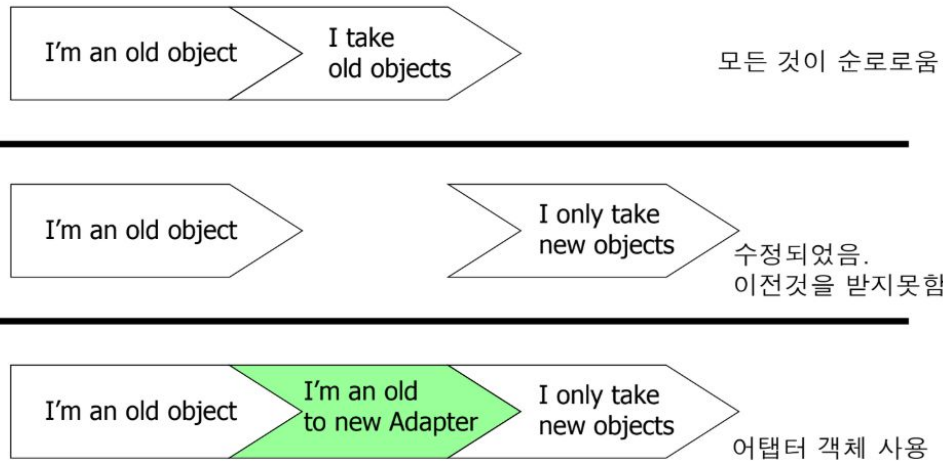 I'm an old object
I take
old objects
모든 것이 순로로움
I'm an old object
I only take
new objects
수정되었음.
이전것을 받지못함
I'm an old object
I'm an old
to new Adapter
I only take
new objects
어탭터 객체 사용